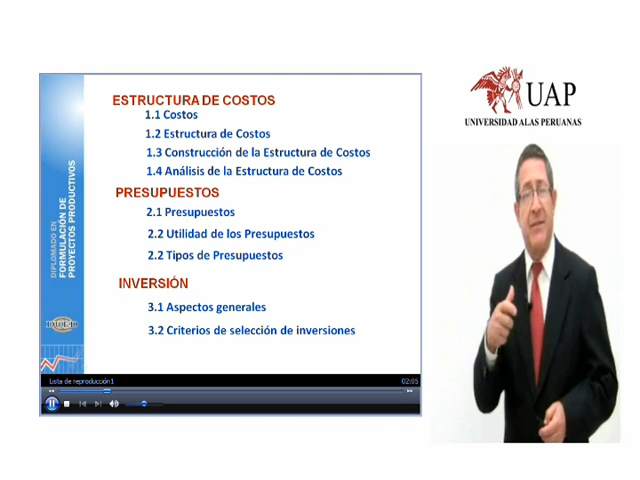 ESTRUCTURA DE COSTOS
1.1 Costos
1.2 Estructura de Costos
1.3 Construcción de la Estructura de Costos
1.4 Análisis de la Estructura de Costos
PRESUPUESTOS
2.1 Presupuestos
2.2 Utilidad de los Presupuestos
2.2 Tipos de Presupuestos
INVERSIÓN
3.1 Aspectos generales
3.2 Criterios de selección de inversiones
DIPLOMADO EN
FORMULACIÓN DE
PROYECTOS PRODUCTIVOS
Lista de reproducción1
02:05
UAP
UNIVERSIDAD ALAS PERUANAS